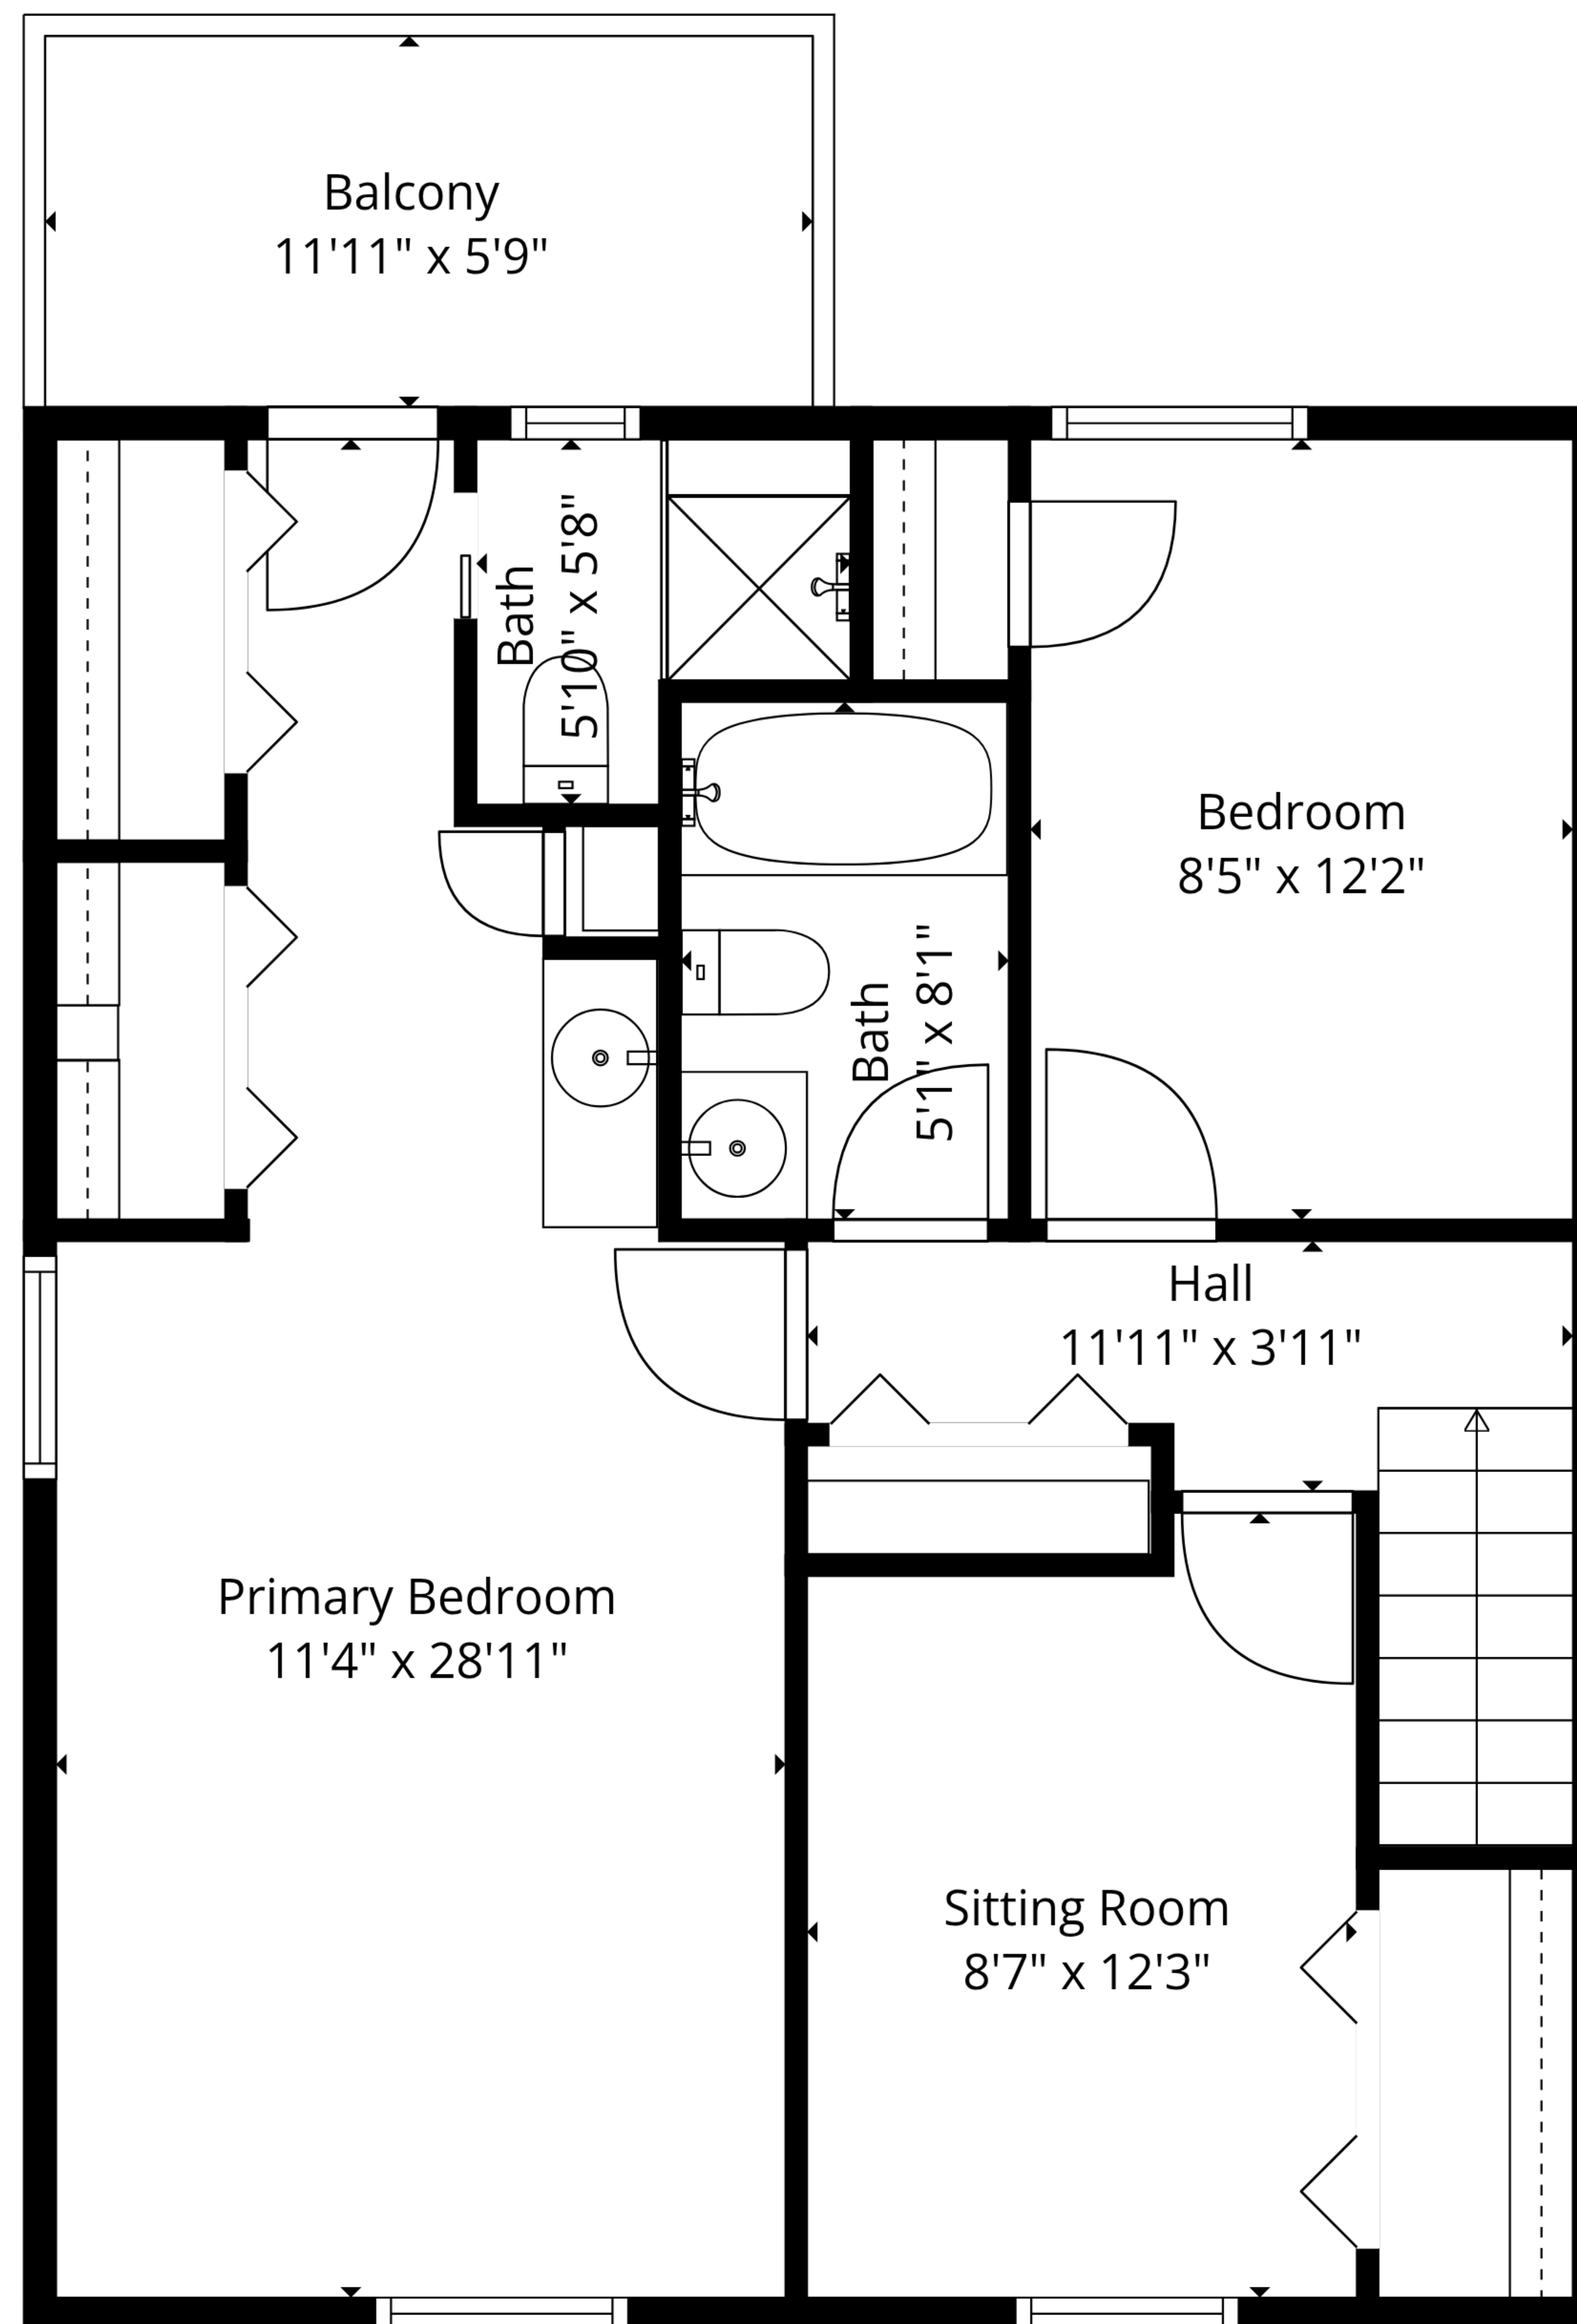 Balcony
11'11" x 5'9"
Bath
5'10" x 5'8"
Bedroom
8'5" x 12'2"
Bath
5'1" x 8'1"
Hall
11'11" x 3'11"
Primary Bedroom
11'4" x 28'11"
Sitting Room
8'7" x 12'3"